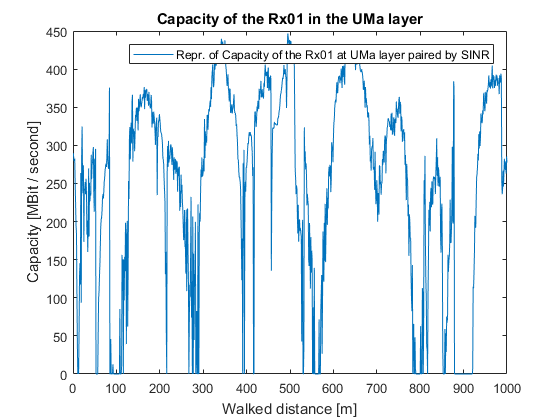 Capacity of the Rx01 in the UMa layer
Repr. of Capacity of the Rx01 at UMa layer paired by SINR
Capacity [MBit / second]
450
400
350
300
250
200
150
100
50
0
0 100 200 300 400 500 600 700 800 900 1000
Walked distance [m]